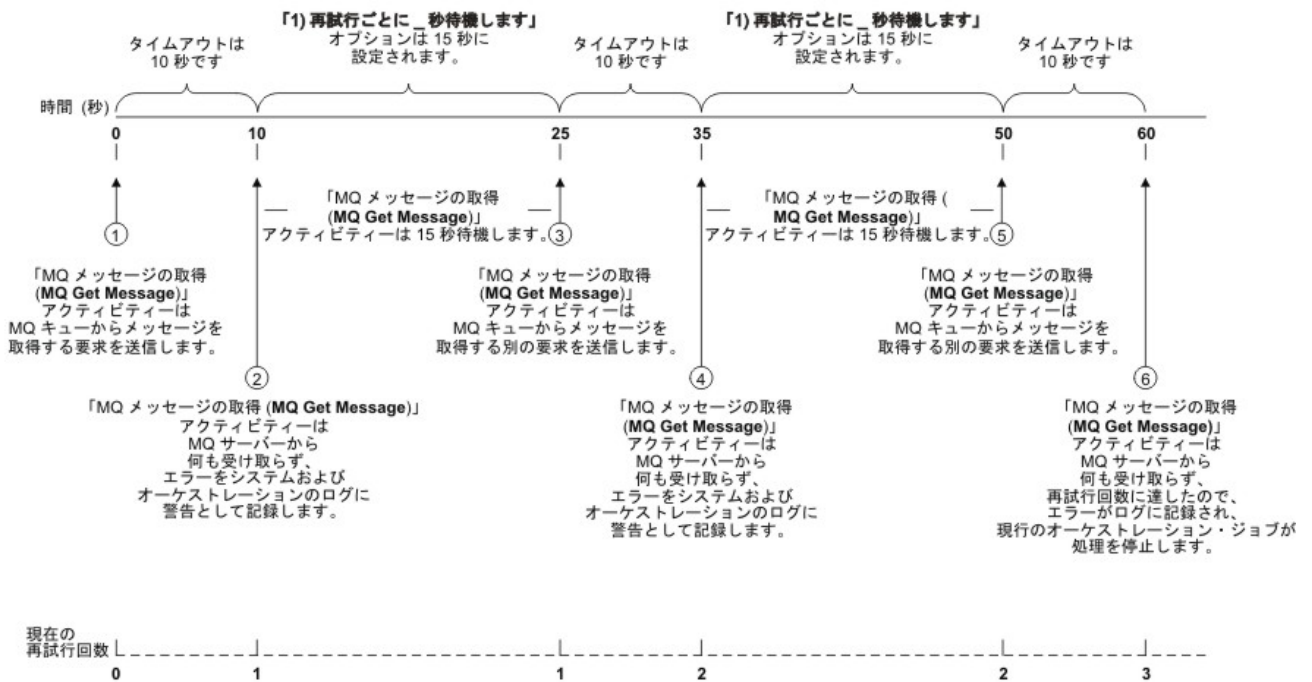 「1) 再試行ごとに _ 秒待機します」
オプションは 15 秒に
設定されます。
「1) 再試行ごとに _ 秒待機します」
オプションは 15 秒に
設定されます。
タイムアウトは
10 秒です
タイムアウトは
10 秒です
タイムアウトは
10 秒です
時間 (秒)
0 10 25 35 50 60
「MQ メッセージの取得
(MQ Get Message)」
アクティビティーは 15 秒待機します。
「MQ メッセージの取得 (
MQ Get Message)」
アクティビティーは 15 秒待機します。
1
「MQ メッセージの取得
(MQ Get Message)」
アクティビティーは
MQ キューからメッセージを
取得する要求を送信します。
3
「MQ メッセージの取得
(MQ Get Message)」
アクティビティーは
MQ キューからメッセージを
取得する別の要求を送信します。
5
「MQ メッセージの取得
(MQ Get Message)」
アクティビティーは
MQ キューからメッセージを
取得する別の要求を送信します。
2
「MQ メッセージの取得 (MQ Get Message)」
アクティビティーは
MQ サーバーから
何も受け取らず、
エラーをシステムおよび
オーケストレーションのログに
警告として記録します。
4
「MQ メッセージの取得
(MQ Get Message)」
アクティビティーは
MQ サーバーから
何も受け取らず、
エラーをシステムおよび
オーケストレーションのログに
警告として記録します。
6
「MQ メッセージの取得
(MQ Get Message)」
アクティビティーは
MQ サーバーから
何も受け取らず、
再試行回数に達したので、
エラーがログに記録され、
現行のオーケストレーション・ジョブが
処理を停止します。
現在の
再試行回数
0 1 1 2 2 3